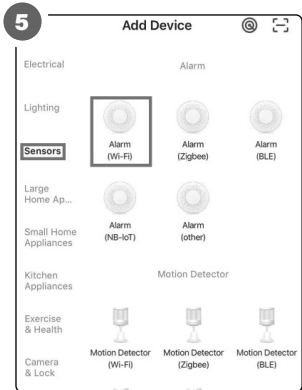 5
Add Device
Electrical
Alarm
Lighting
Sensors
Alarm
(Wi-Fi)
Alarm
(Zigbee)
Alarm
(BLE)
Large
Home Ap...
Alarm
(NB-IoT)
Alarm
(other)
Small Home
Appliances
Kitchen
Appliances
Motion Detector
Exercise
& Health
Motion Detector
(Wi-Fi)
Motion Detector
(Zigbee)
Motion Detector
(BLE)
Camera
& Lock